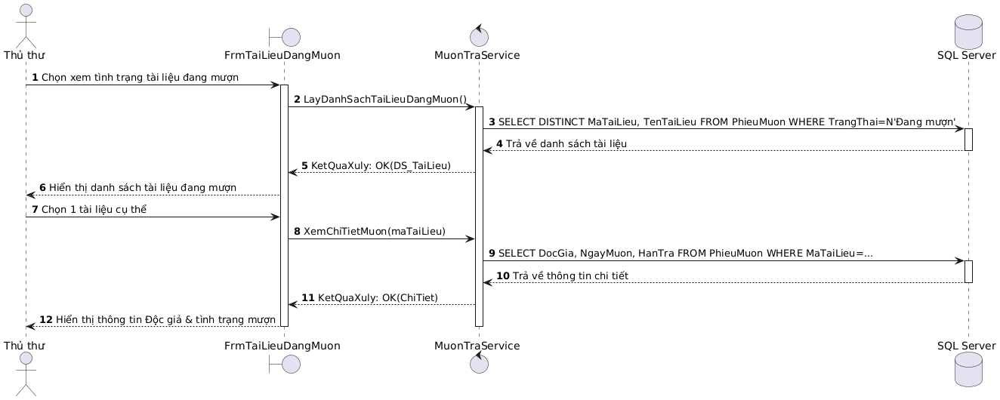 Thủ thư
FrmTaiLieuDangMuon
MuonTraService
SQL Server
1 Chọn xem tình trạng tài liệu đang mượn
2 LayDanhSachTaiLieuDangMuon()
3 SELECT DISTINCT MaTaiLieu, TenTaiLieu FROM PhieuMuon WHERE TrangThai=N'Đang mượn'
4 Trả về danh sách tài liệu
5 KetQuaXuly: OK(DS_TaiLieu)
6 Hiển thị danh sách tài liệu đang mượn
7 Chọn 1 tài liệu cụ thể
8 XemChiTietMuon(maTaiLieu)
9 SELECT DocGia, NgayMuon, HanTra FROM PhieuMuon WHERE MaTaiLieu=...
10 Trả về thông tin chi tiết
11 KetQuaXuly: OK(ChiTiet)
12 Hiển thị thông tin Độc giả & tình trạng mượn
Thủ thư
FrmTaiLieuDangMuon
MuonTraService
SQL Server